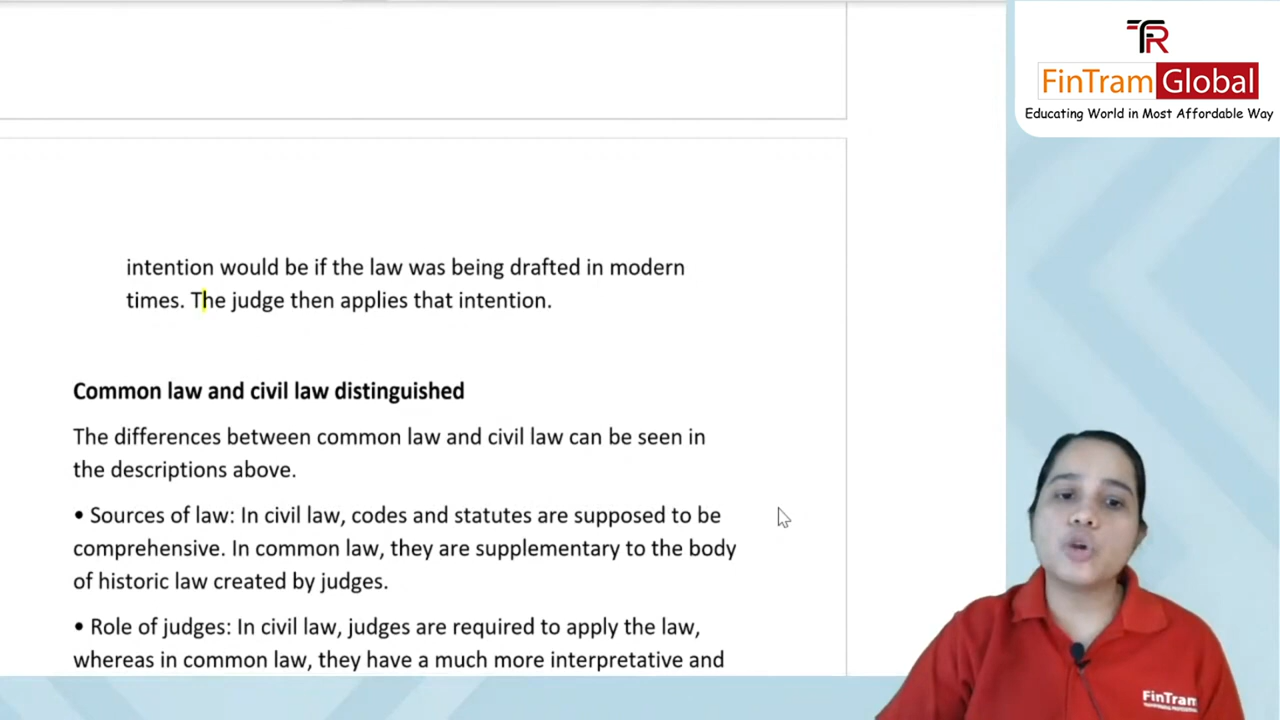 intention would be if the law was being drafted in modern
times. The judge then applies that intention.
Common law and civil law distinguished
The differences between common law and civil law can be seen in
the descriptions above.
• Sources of law: In civil law, codes and statutes are supposed to be
comprehensive. In common law, they are supplementary to the body
of historic law created by judges.
• Role of judges: In civil law, judges are required to apply the law,
whereas in common law, they have a much more interpretative and
TR
FinTram Global
Educating World in Most Affordable Way
FinTram